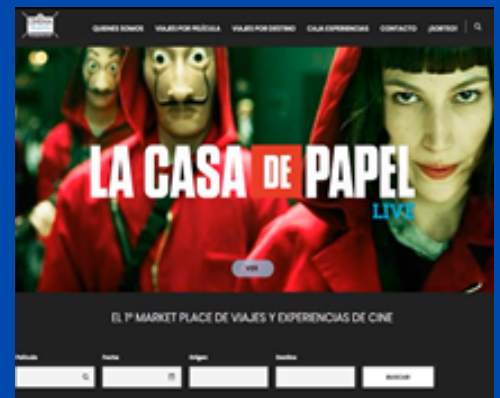 QUIENES SOMOS VIAJES POR PELÍCULA VIAJES POR DESTINO CAJA EXPERIENCIAS CONTACTO ¡SORTEO!
LA CASA DE PAPEL
LIVE
VER
EL 1º MARKET PLACE DE VIAJES Y EXPERIENCIAS DE CINE
Película Fecha Origen Destino
BUSCAR